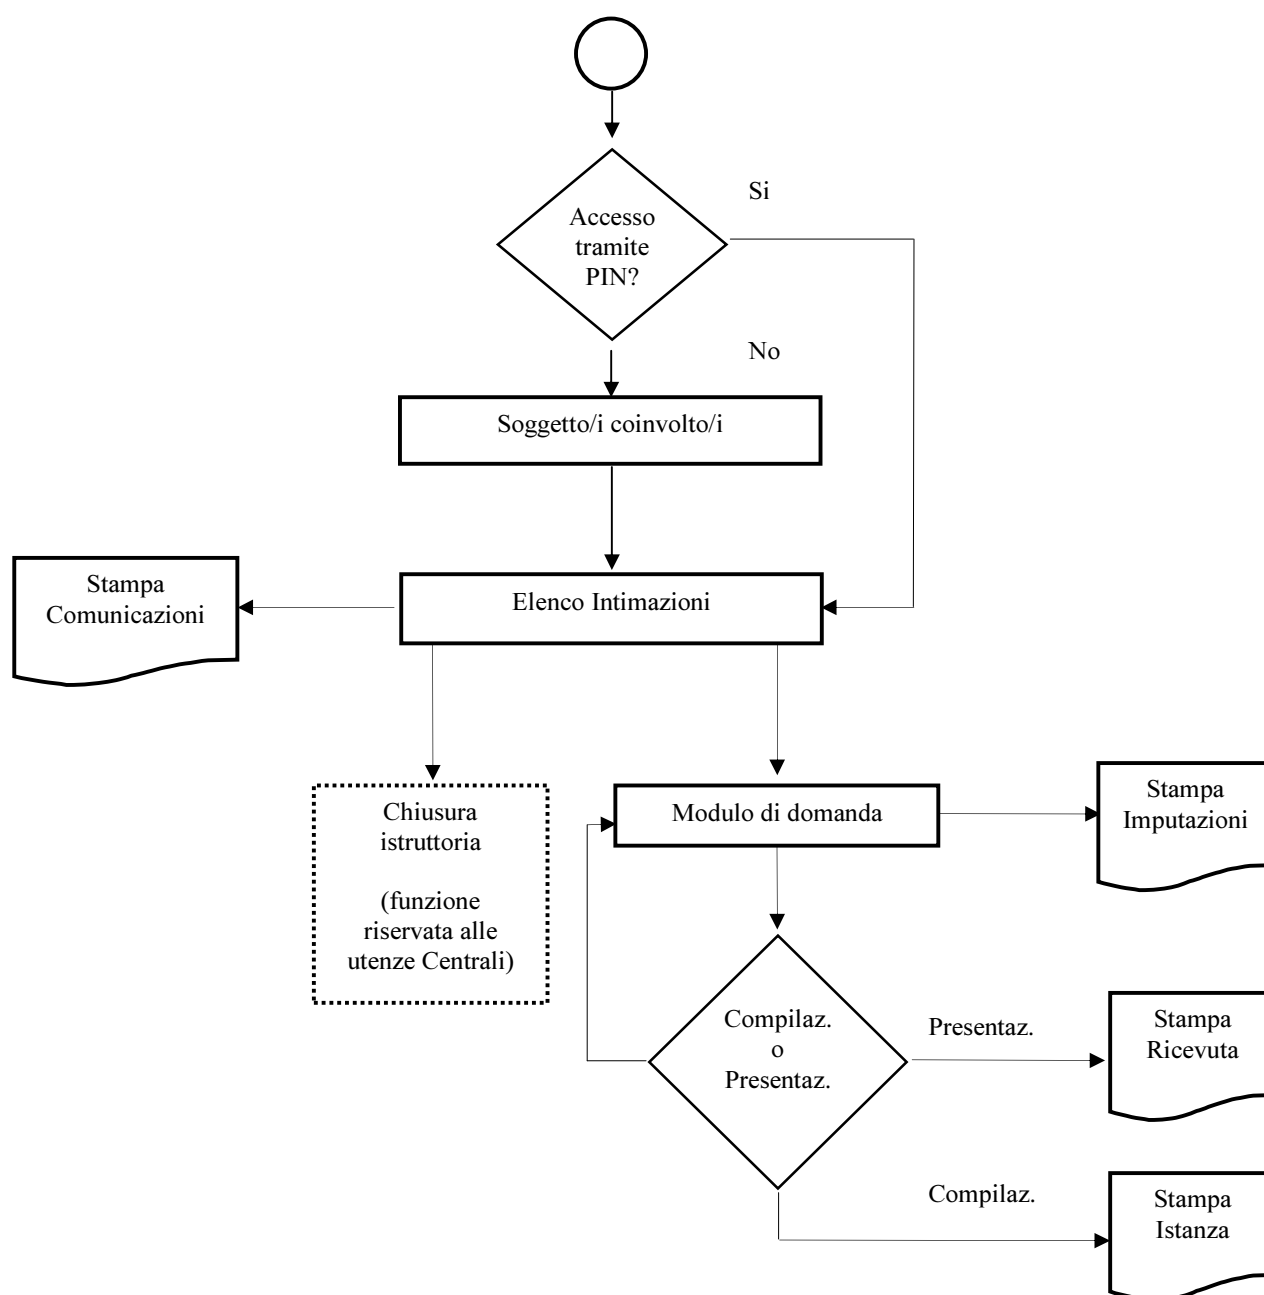 Si
Accesso
tramite
PIN?
No
Soggetto/i coinvolto/i
Stampa
Comunicazioni
Elenco Intimazioni
Chiusura
istruttoria
(funzione
riservata alle
utenze Centrali)
Modulo di domanda
Stampa
Imputazioni
Compilaz.
o
Presentaz.
Presentaz.
Stampa
Ricevuta
Compilaz.
Stampa
Istanza